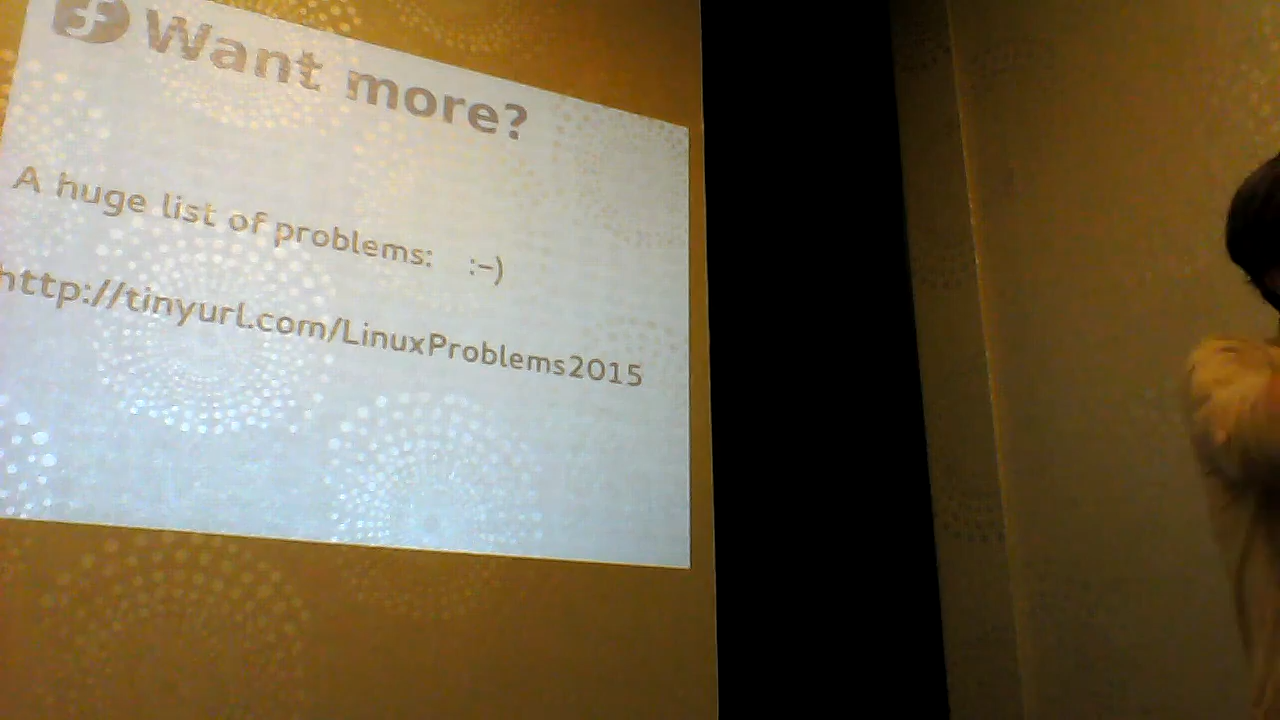 Want more?
A huge list of problems: :-)
http://tinyurl.com/LinuxProblems2015